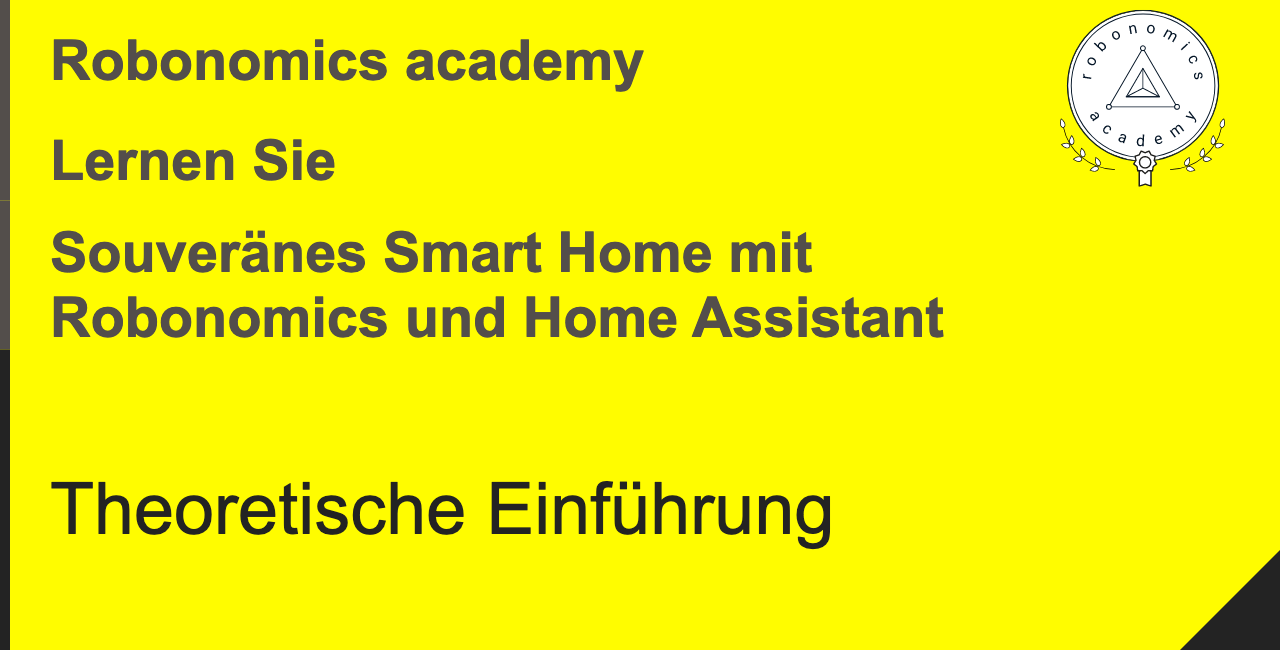 Robonomics academy
robonomics
academy
Lernen Sie
Souveränes Smart Home mit
Robonomics und Home Assistant
Theoretische Einführung